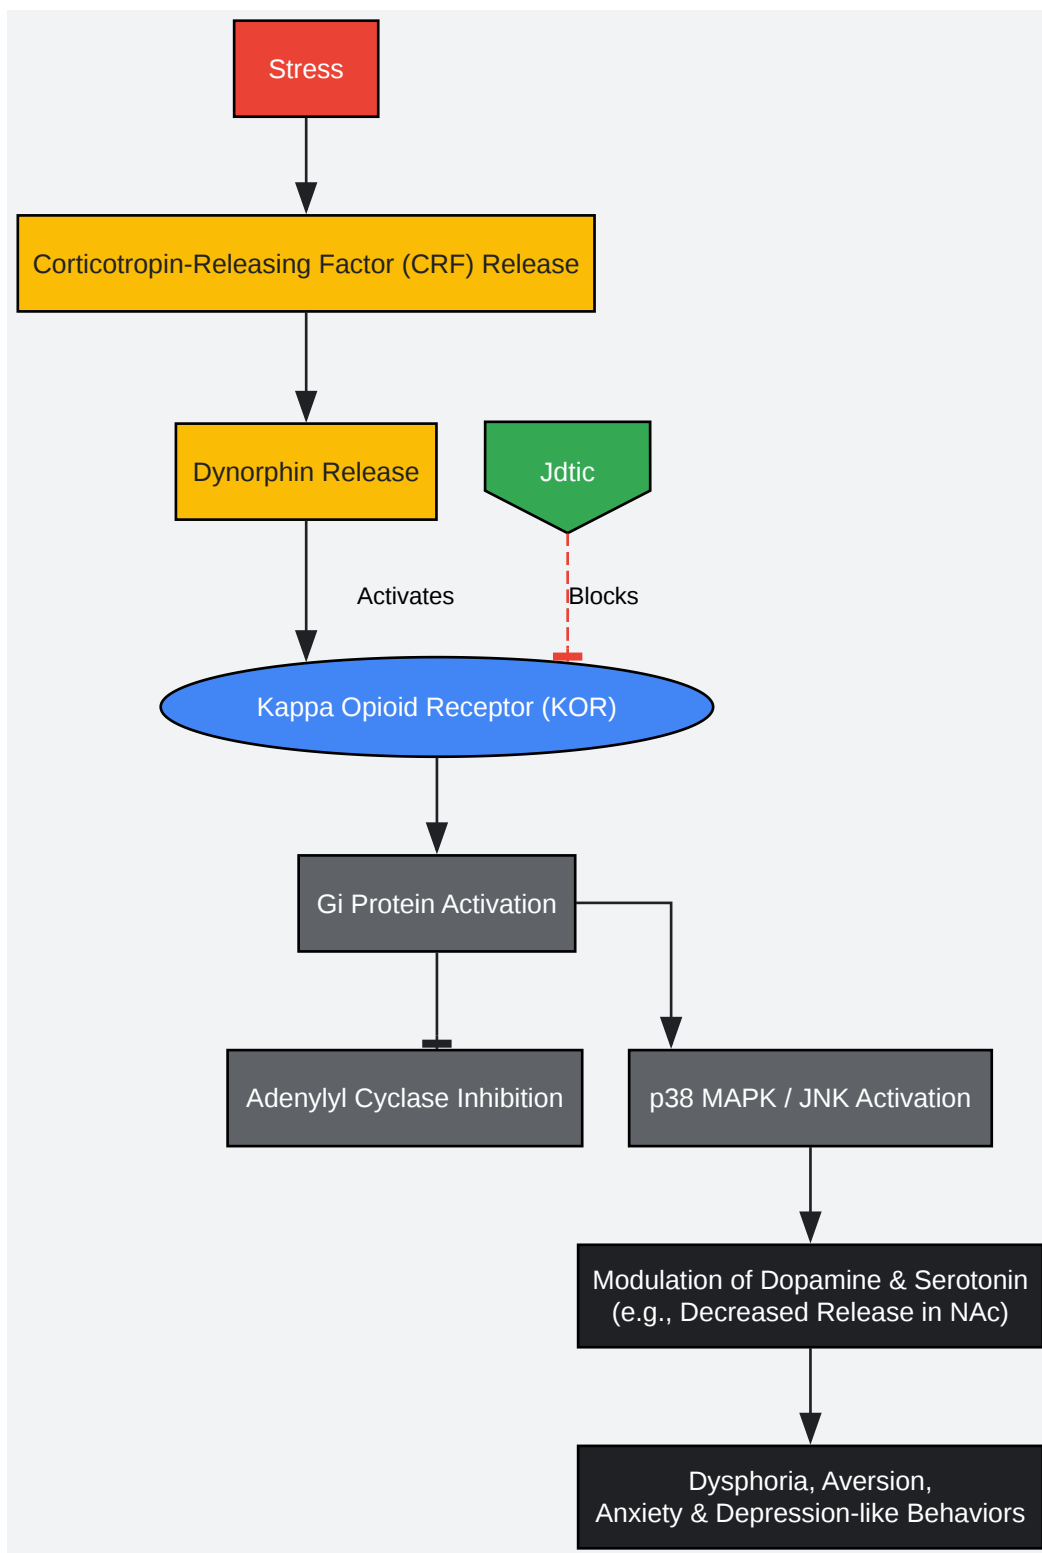 Stress
Corticotropin-Releasing Factor (CRF) Release
Dynorphin Release
Jdtic
Activates
Blocks
Kappa Opioid Receptor (KOR)
Gi Protein Activation
Adenylyl Cyclase Inhibition
p38 MAPK / JNK Activation
Modulation of Dopamine & Serotonin
(e.g., Decreased Release in NAc)
Dysphoria, Aversion,
Anxiety & Depression-like Behaviors